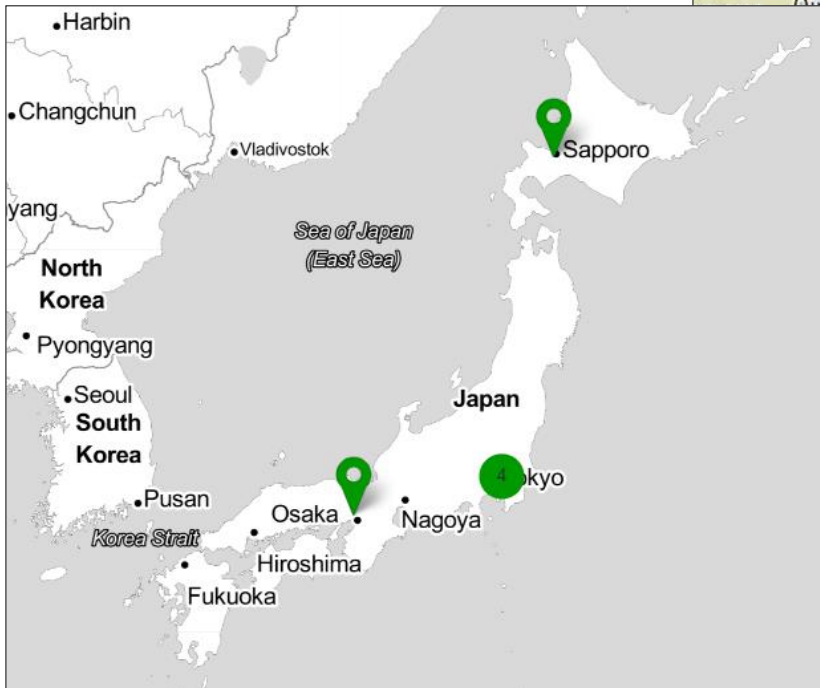 Harbin
Changchun
Vladivostok
yang
Sapporo
Sea of Japan
(East Sea)
North
Korea
Pyongyang
Seoul
South
Korea
Japan
4
okyo
Pusan
Osaka
Nagoya
Korea Strait
Hiroshima
Fukuoka